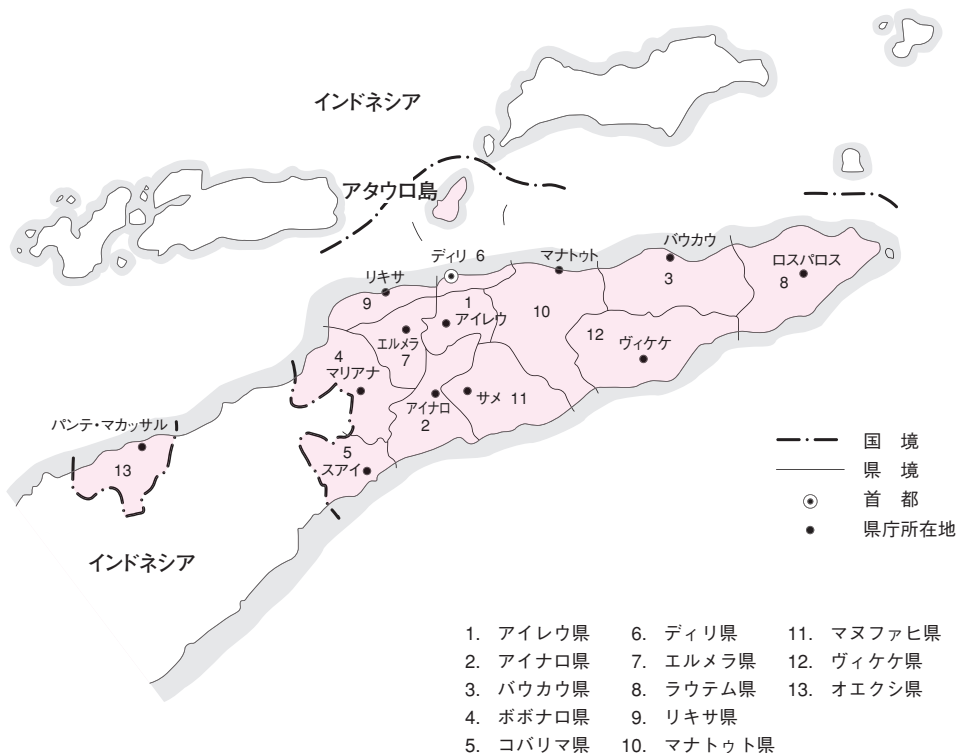 インドネシア
アタウロ島
バウカウ
ディリ 6
マナトゥト
ロスパロス
8
リキサ
3
9
1
アイレウ
10
エルメラ
7
12
ヴィケケ
4
マリアナ
アイナロ
2
サメ 11
パンテ・マカッサル
13
5
スアイ
インドネシア
国 境
県 境
首 都
県庁所在地
1. アイレウ県
2. アイナロ県
3. バウカウ県
4. ボボナロ県
5. コバリマ県
6. ディリ県
7. エルメラ県
8. ラウテム県
9. リキサ県
10. マナトゥト県
11. マヌファヒ県
12. ヴィケケ県
13. オエクシ県